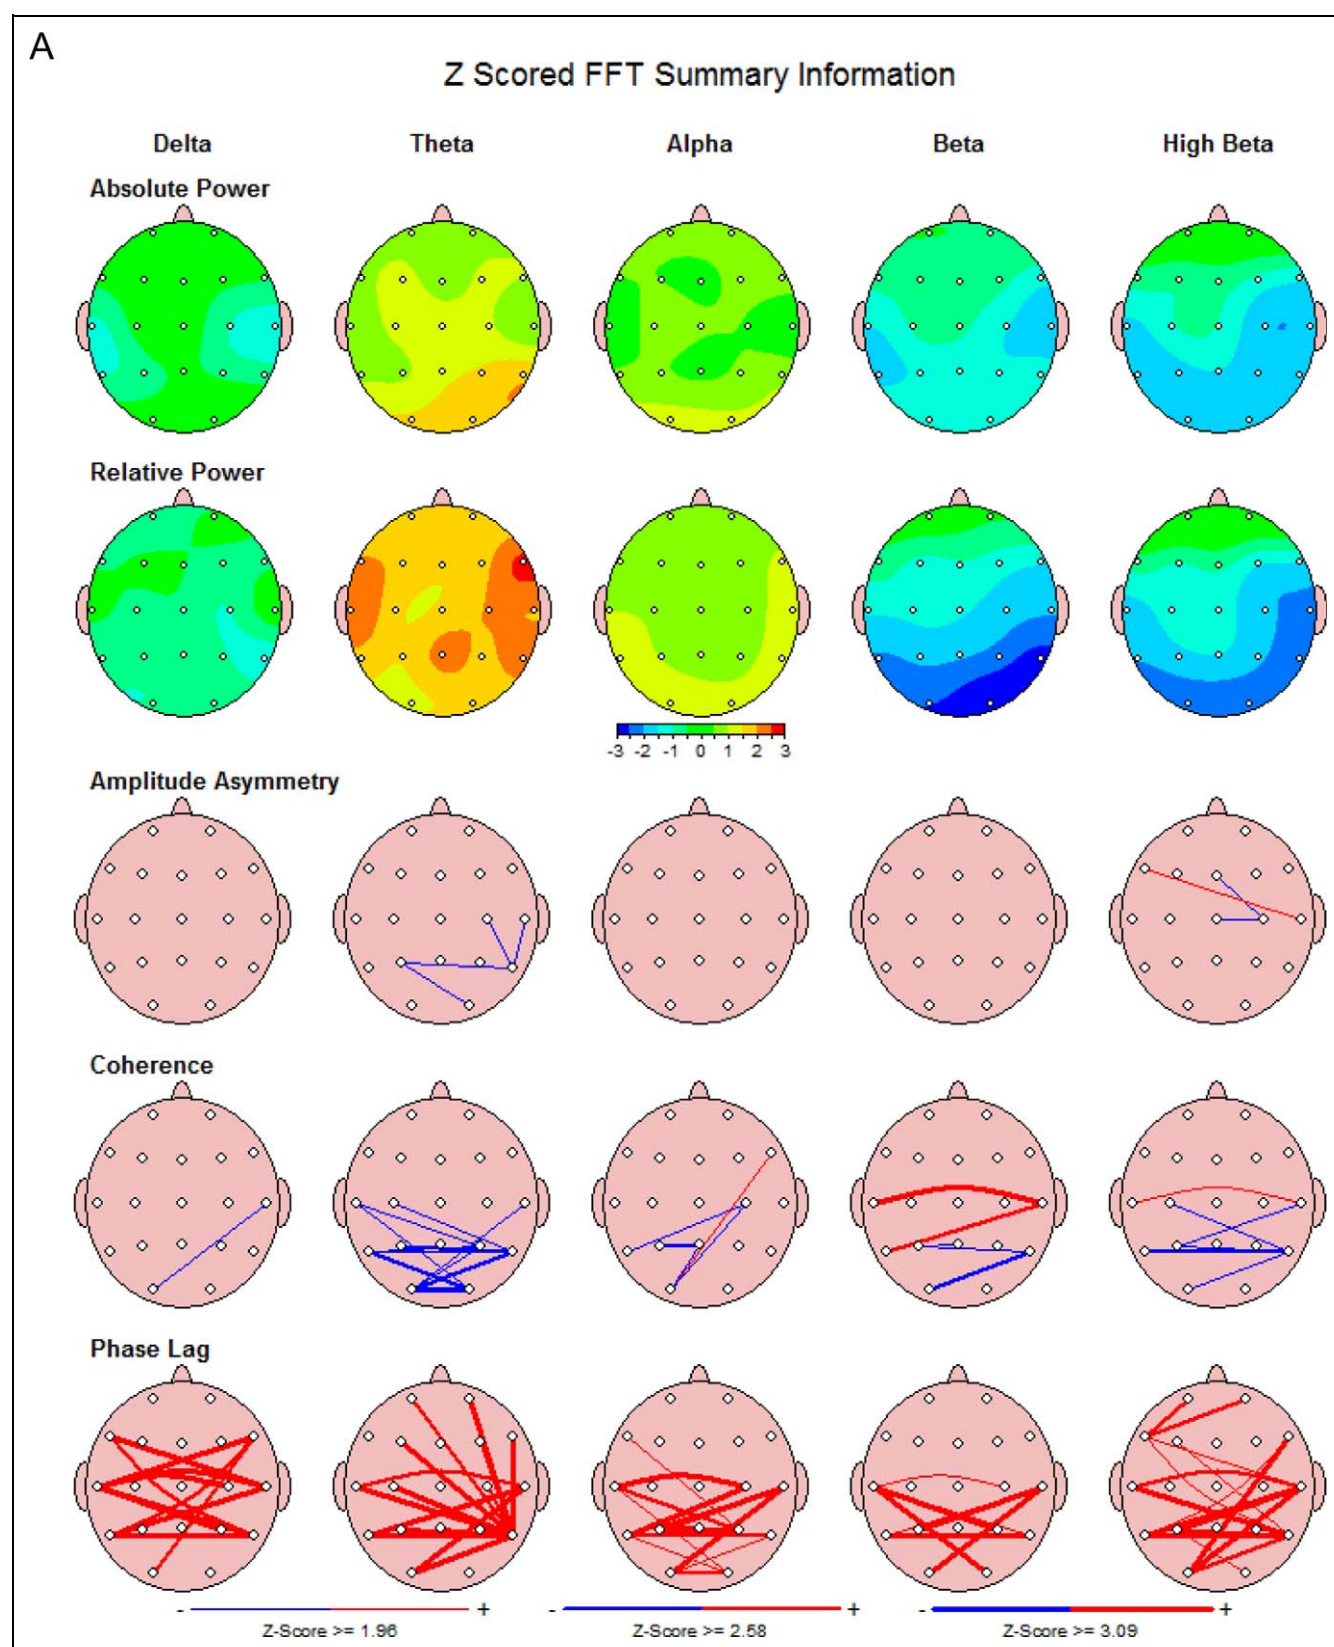 A
Z Scored FFT Summary Information
Delta Theta Alpha Beta High Beta
Absolute Power
Relative Power
-3 -2 -1 0 1 2 3
Amplitude Asymmetry
Coherence
Phase Lag
- + - + - +
Z-Score >= 1.96 Z-Score >= 2.58 Z-Score >= 3.09